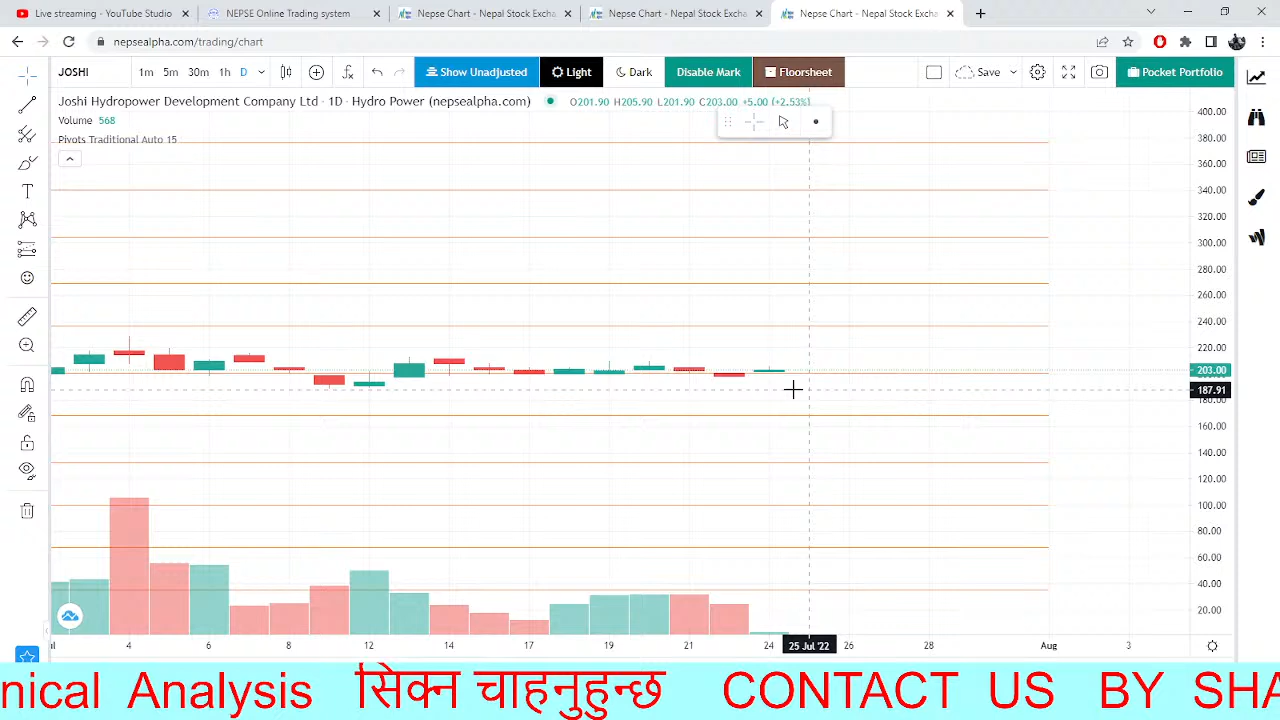 YouTube Studio
NEPSE Online Trading system
Nepse Chart - Nepal Stock Excha
Nepse Chart - Nepal Stock Excha
Nepse Chart - Nepal Stock Excha
nepsealpha.com/trading/chart
JOSHI 1m 5m 30m 1h D Show Unadjusted Light Dark Disable Mark Floorsheet Save Pocket Portfolio
Joshi Hydropower Development Company Ltd · 1D · Hydro Power (nepsealpha.com) O201.90 H205.90 L201.90 C203.00 +5.00 (+2.53%)
Volume 568
Pivots Traditional Auto 15
400.00
380.00
360.00
340.00
320.00
300.00
280.00
260.00
240.00
220.00
203.00
187.91
180.00
160.00
140.00
120.00
100.00
80.00
60.00
40.00
20.00
4 6 8 12 14 17 19 21 24 25 Jul '22 26 28 Aug 3
Analysis सिक्न चाहनुहुन्छ CONTACT US BY